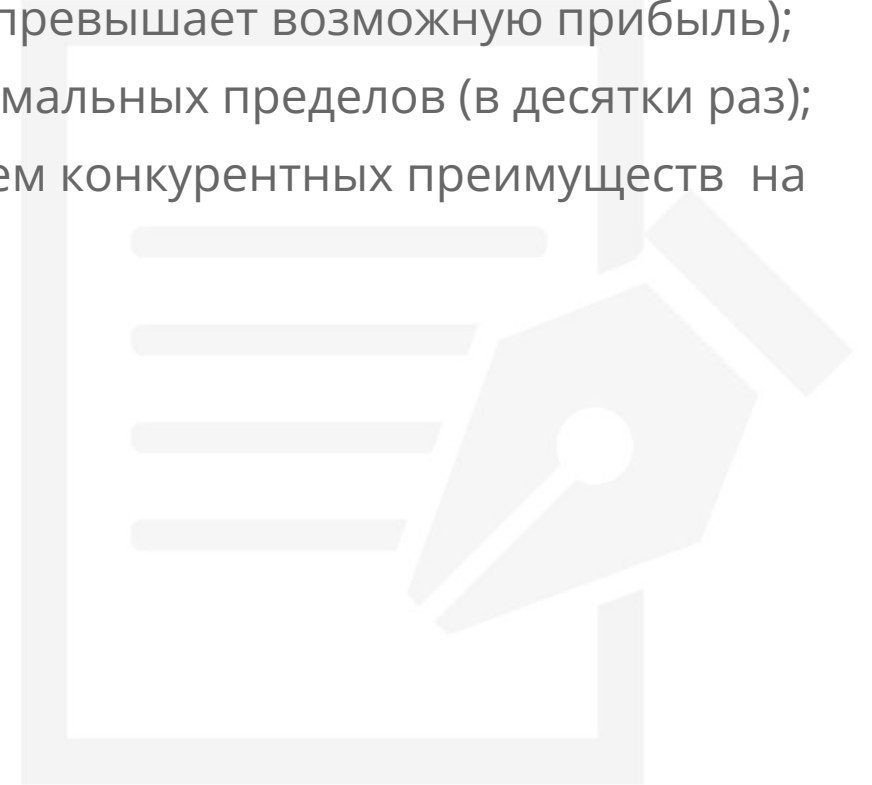 превышает возможную прибыль);
мальных пределов (в десятки раз);
ем конкурентных преимуществ на